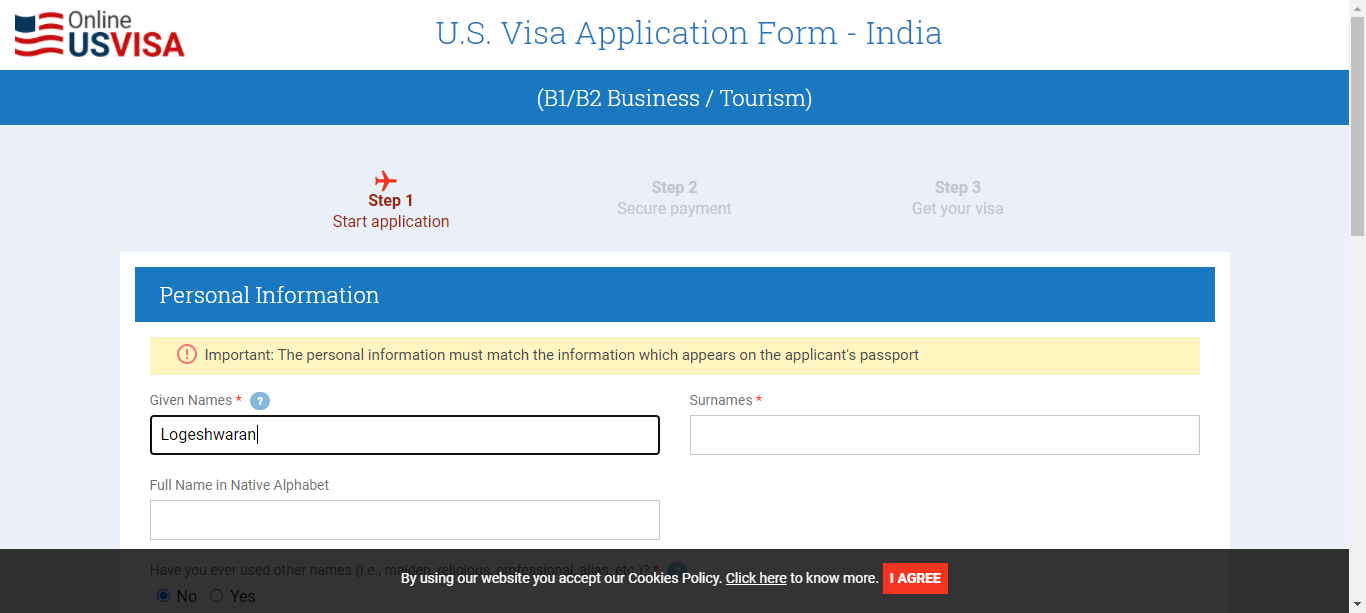 Online
USVISA
U.S. Visa Application Form - India
(B1/B2 Business / Tourism)
Step 1
Start application
Step 2
Secure payment
Step 3
Get your visa
Personal Information
! Important: The personal information must match the information which appears on the applicant's passport
Given Names * ?
Logeshwaran
Surnames *
Full Name in Native Alphabet
Have you ever used other names (i.e., maiden, religious, professional, alias, etc.)? * ?
By using our website you accept our Cookies Policy. Click here to know more. I AGREE
No Yes